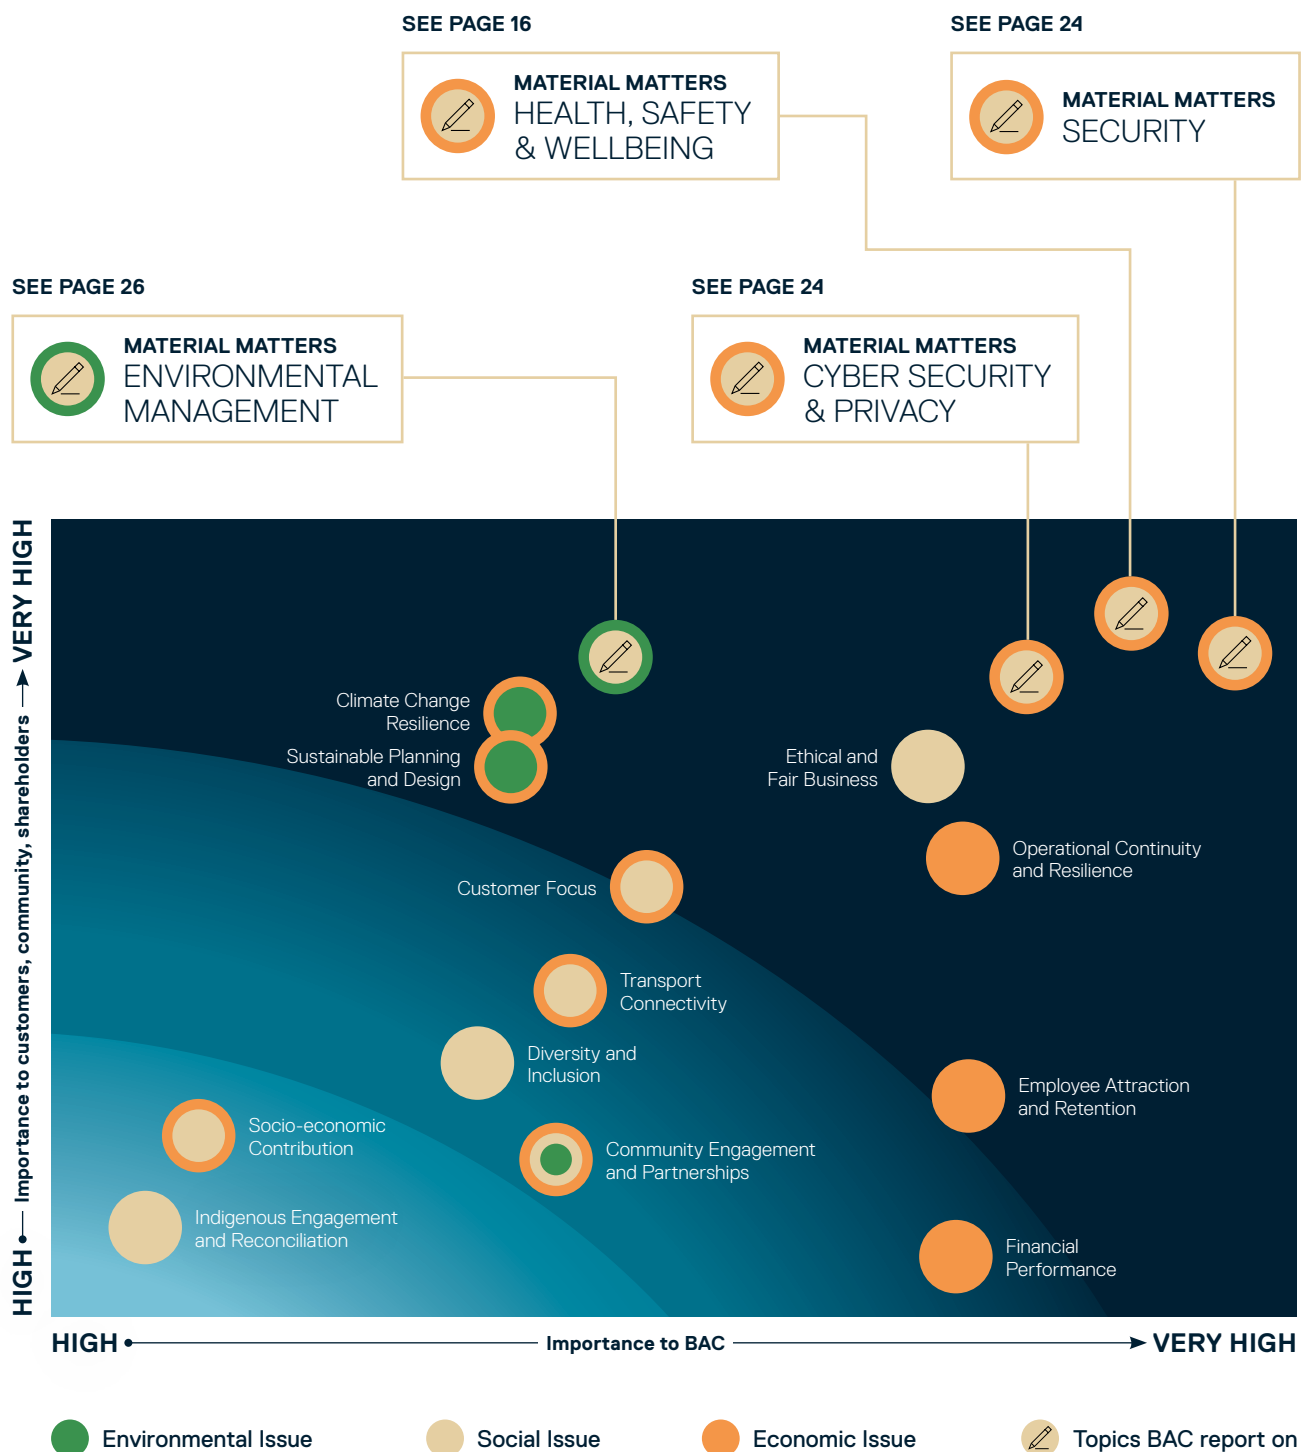 SEE PAGE 16
MATERIAL MATTERS
HEALTH, SAFETY
& WELLBEING
SEE PAGE 24
MATERIAL MATTERS
SECURITY
SEE PAGE 26
MATERIAL MATTERS
ENVIRONMENTAL
MANAGEMENT
SEE PAGE 24
MATERIAL MATTERS
CYBER SECURITY
& PRIVACY
HIGH
Importance to customers, community, shareholders
VERY HIGH
Climate Change
Resilience
Sustainable Planning
and Design
Ethical and
Fair Business
Operational Continuity
and Resilience
Customer Focus
Transport
Connectivity
Diversity and
Inclusion
Employee Attraction
and Retention
Socio-economic
Contribution
Community Engagement
and Partnerships
Indigenous Engagement
and Reconciliation
Financial
Performance
HIGH
Importance to BAC
VERY HIGH
Environmental Issue
Social Issue
Economic Issue
Topics BAC report on